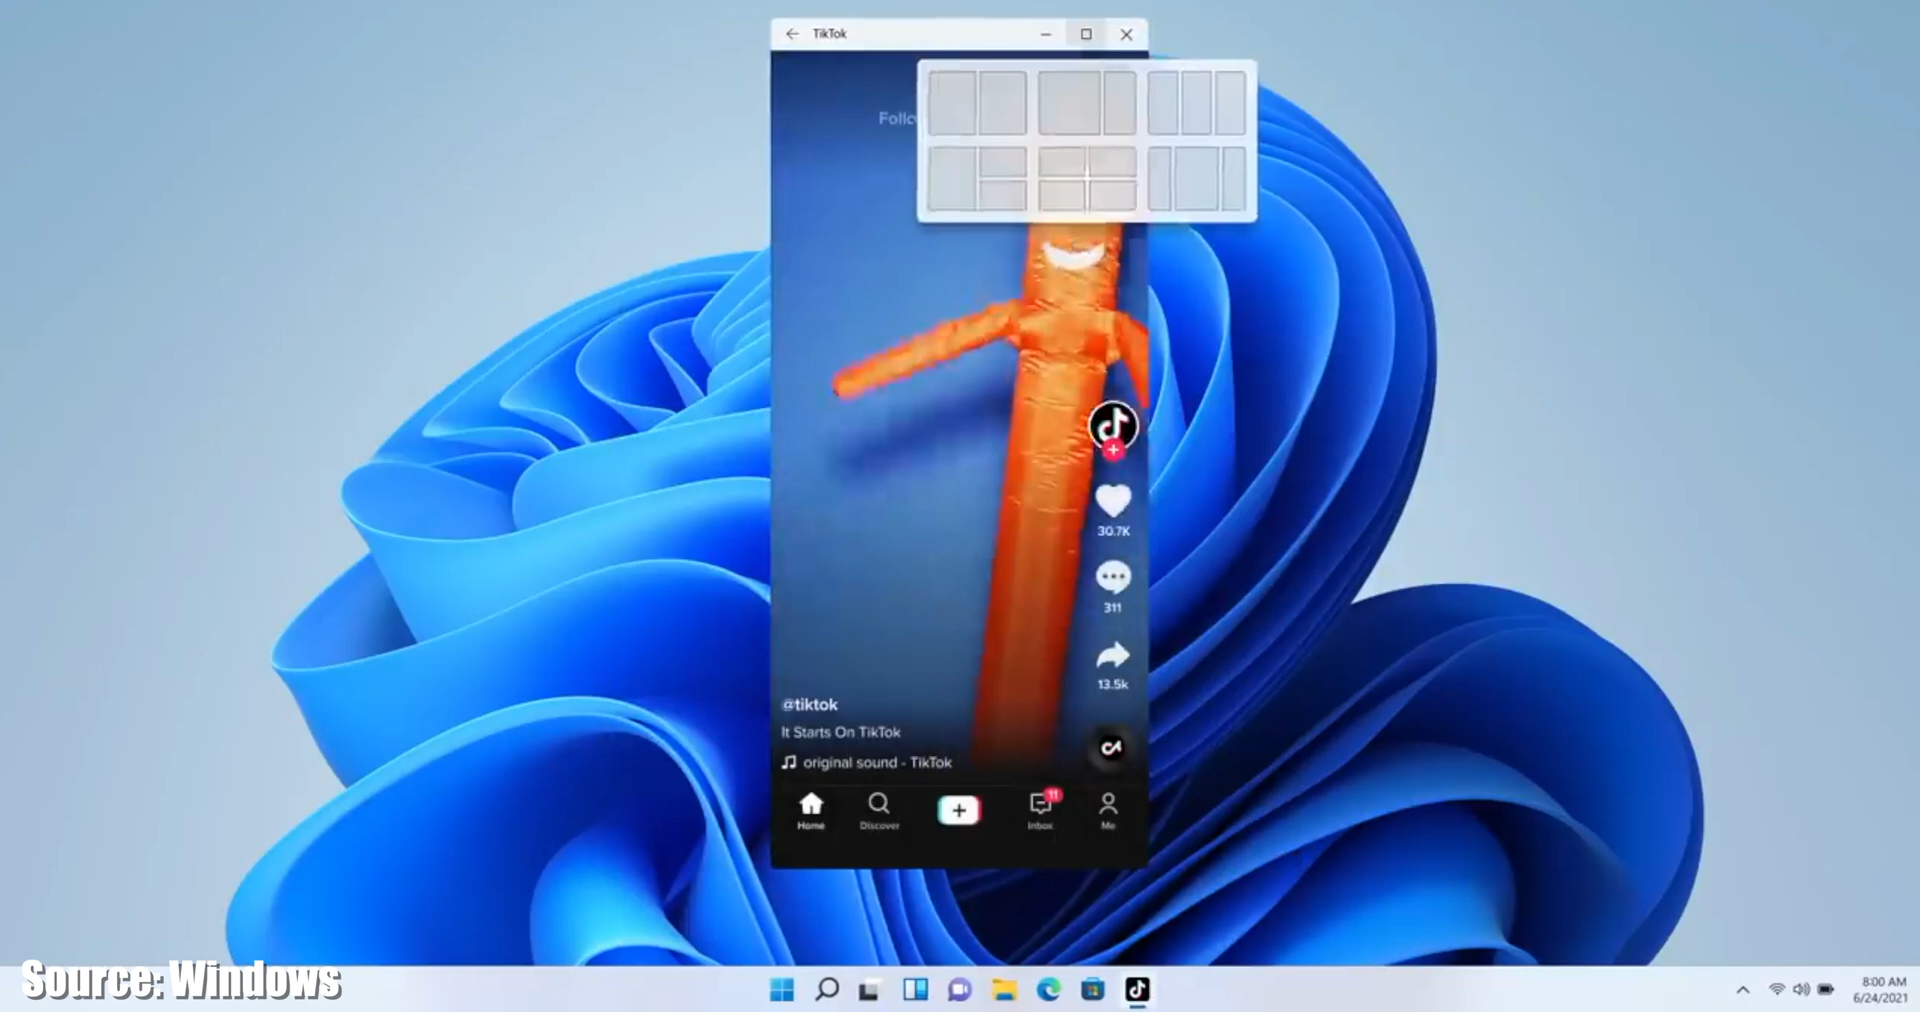 TikTok
Follo
30.7K
311
13.5k
@tiktok
It Starts On TikTok
original sound - TikTok
11
Home
Discover
Inbox
Me
Source: Windows
8:00 AM
6/24/2021